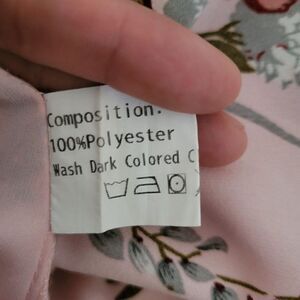 Composition:
100%Polyester
Wash Dark Colored C